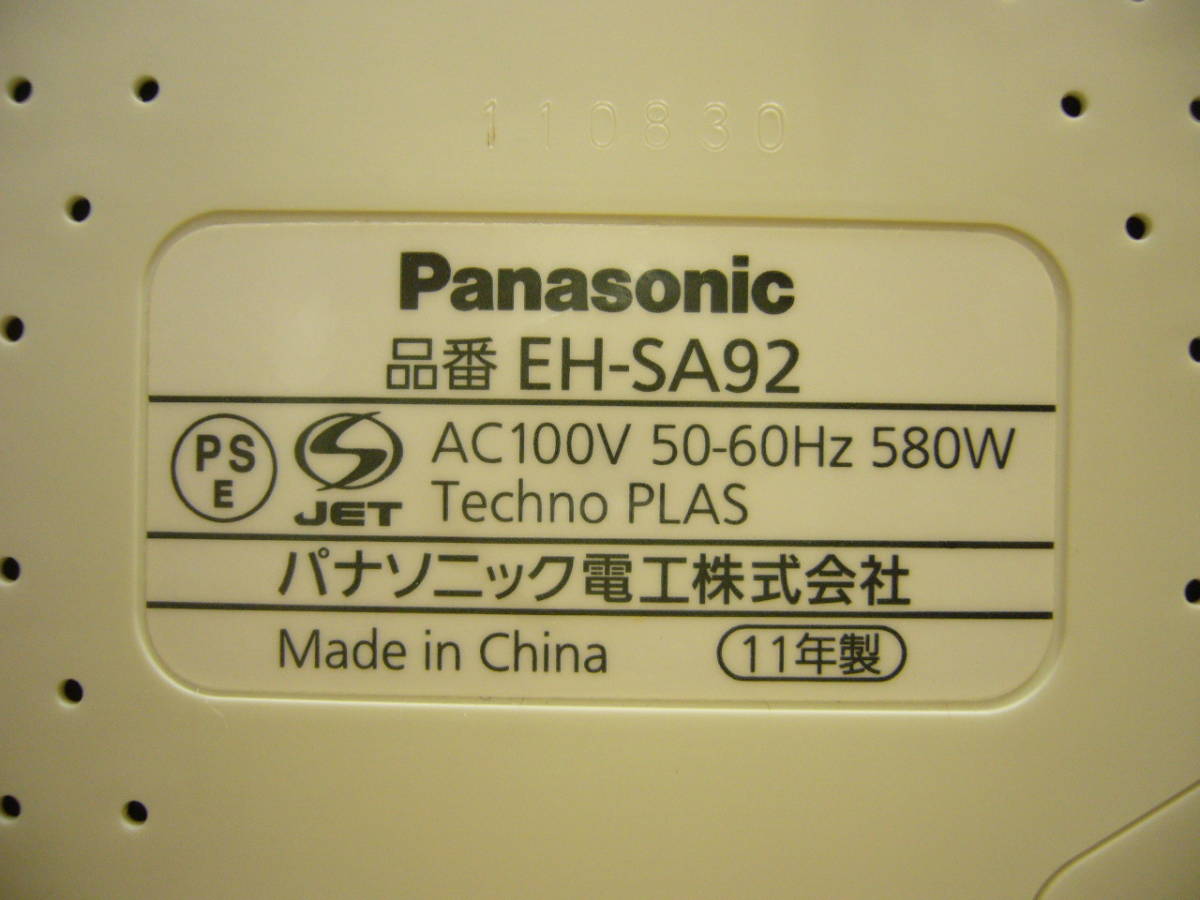 110830
Panasonic
品番 EH-SA92
PSE JET AC100V 50-60Hz 580W
Techno PLAS
パナソニック電工株式会社
Made in China 11年製